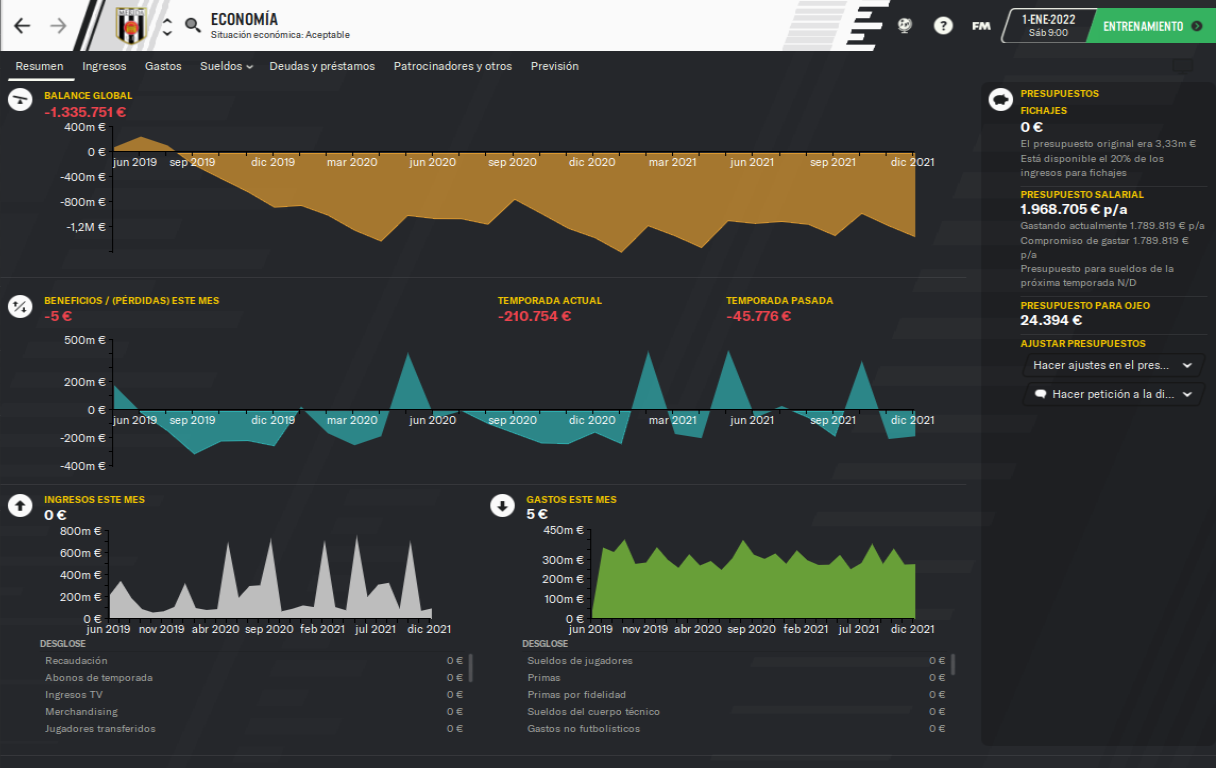 ECONOMÍA
Situación económica: Aceptable
?
FM
1-ENE-2022
Sáb 9:00
ENTRENAMIENTO
Resumen Ingresos Gastos Sueldos Deudas y préstamos Patrocinadores y otros Previsión
BALANCE GLOBAL
-1.335.751 €
400m €
0 €
-400m €
-800m €
-1,2M €
jun 2019 sep 2019 dic 2019 mar 2020 jun 2020 sep 2020 dic 2020 mar 2021 jun 2021 sep 2021 dic 2021
BENEFICIOS / (PÉRDIDAS) ESTE MES
-5 €
TEMPORADA ACTUAL
-210.754 €
TEMPORADA PASADA
-45.776 €
500m €
200m €
0 €
-200m €
-400m €
jun 2019 sep 2019 dic 2019 mar 2020 jun 2020 sep 2020 dic 2020 mar 2021 jun 2021 sep 2021 dic 2021
INGRESOS ESTE MES
0 €
800m €
600m €
400m €
200m €
0 €
jun 2019 nov 2019 abr 2020 sep 2020 feb 2021 jul 2021 dic 2021
DESGLOSE
Recaudación 0 €
Abonos de temporada 0 €
Ingresos TV 0 €
Merchandising 0 €
Jugadores transferidos 0 €
GASTOS ESTE MES
5 €
450m €
300m €
200m €
100m €
0 €
jun 2019 nov 2019 abr 2020 sep 2020 feb 2021 jul 2021 dic 2021
DESGLOSE
Sueldos de jugadores 0 €
Primas 0 €
Primas por fidelidad 0 €
Sueldos del cuerpo técnico 0 €
Gastos no futbolísticos 0 €
PRESUPUESTOS
FICHAJES
0 €
El presupuesto original era 3,33m €
Está disponible el 20% de los
ingresos para fichajes
PRESUPUESTO SALARIAL
1.968.705 € p/a
Gastando actualmente 1.789.819 € p/a
Compromiso de gastar 1.789.819 €
p/a
Presupuesto para sueldos de la
próxima temporada N/D
PRESUPUESTO PARA OJEO
24.394 €
AJUSTAR PRESUPUESTOS
Hacer ajustes en el pres...
Hacer petición a la di...